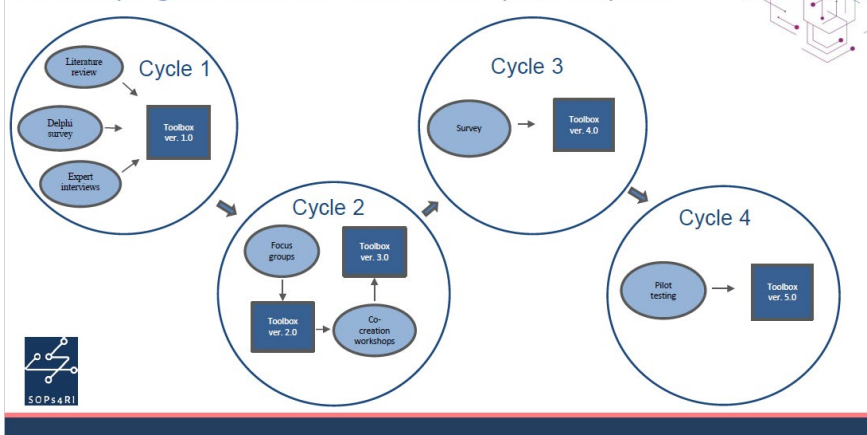 Cycle 1
Literature
review
Delphi
survey
Expert
interviews
Toolbox
ver. 1.0
Cycle 2
Focus
groups
Toolbox
ver. 2.0
Co-
creation
workshops
Toolbox
ver. 3.0
Cycle 3
Survey
Toolbox
ver. 4.0
Cycle 4
Pilot
testing
Toolbox
ver. 5.0
SOPs4RI